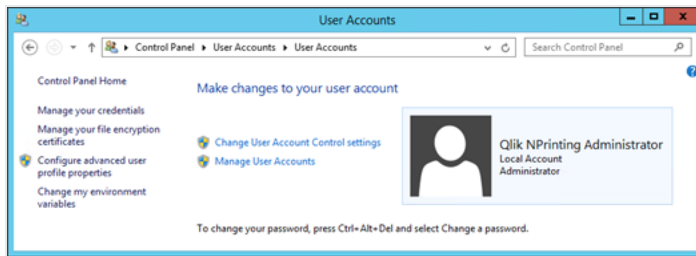 User Accounts
Control Panel ▸ User Accounts ▸ User Accounts
Search Control Panel
Control Panel Home
Manage your credentials
Manage your file encryption
certificates
Configure advanced user
profile properties
Change my environment
variables
Make changes to your user account
Change User Account Control settings
Manage User Accounts
Qlik NPrinting Administrator
Local Account
Administrator
To change your password, press Ctrl+Alt+Del and select Change a password.